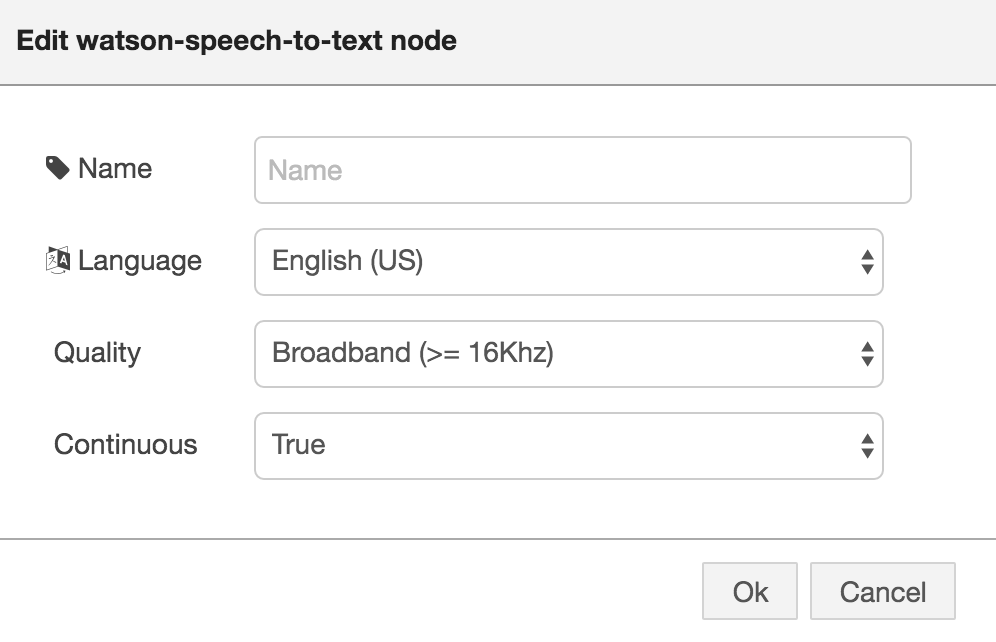 Edit watson-speech-to-text node
Name Name
Language English (US)
Quality Broadband (>= 16Khz)
Continuous True
Ok Cancel